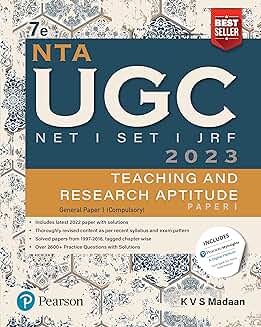 BEST
SELLER
7e
NTA
UGC
NET | SET | JRF
2023
TEACHING AND
RESEARCH APTITUDE
PAPER I
General Paper 1 (Compulsory)
• Includes latest 2022 paper with solutions
• Thoroughly revised content as per recent syllabus and exam pattern
• Solved papers from 1997-2016, tagged chapter wise
• Over 2600+ Practice Questions with Solutions
INCLUDES
Pearson
K V S Madaan